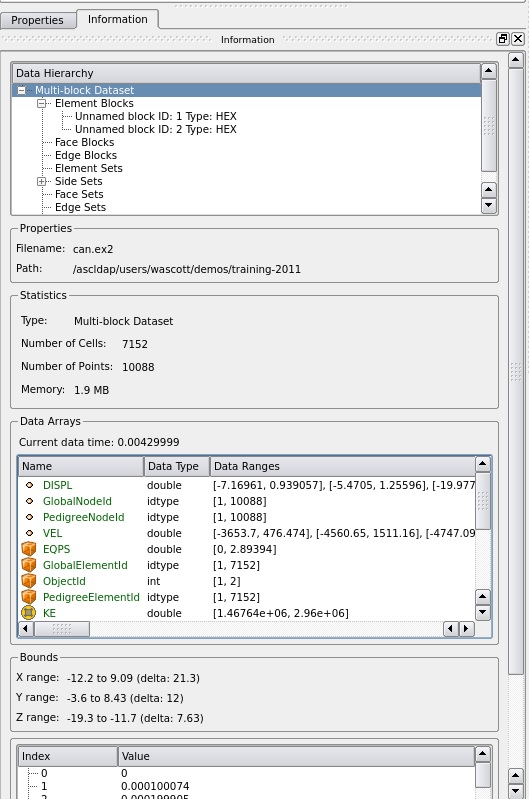 Properties Information
Information
Data Hierarchy
Multi-block Dataset
Element Blocks
Unnamed block ID: 1 Type: HEX
Unnamed block ID: 2 Type: HEX
Face Blocks
Edge Blocks
Element Sets
Side Sets
Face Sets
Edge Sets
Properties
Filename: can.ex2
Path: /ascldap/users/wascott/demos/training-2011
Statistics
Type: Multi-block Dataset
Number of Cells: 7152
Number of Points: 10088
Memory: 1.9 MB
Data Arrays
Current data time: 0.00429999
Name Data Type Data Ranges
DISPL double [-7.16961, 0.939057], [-5.4705, 1.25596], [-19.977
GlobalNodeId idtype [1, 10088]
PedigreeNodeId idtype [1, 10088]
VEL double [-3653.7, 476.474], [-4560.65, 1511.16], [-4747.09
EQPS double [0, 2.89394]
GlobalElementId idtype [1, 7152]
ObjectId int [1, 2]
PedigreeElementId idtype [1, 7152]
KE double [1.46764e+06, 2.96e+06]
Bounds
X range: -12.2 to 9.09 (delta: 21.3)
Y range: -3.6 to 8.43 (delta: 12)
Z range: -19.3 to -11.7 (delta: 7.63)
Index Value
0 0
1 0.000100074
2 0.000199905